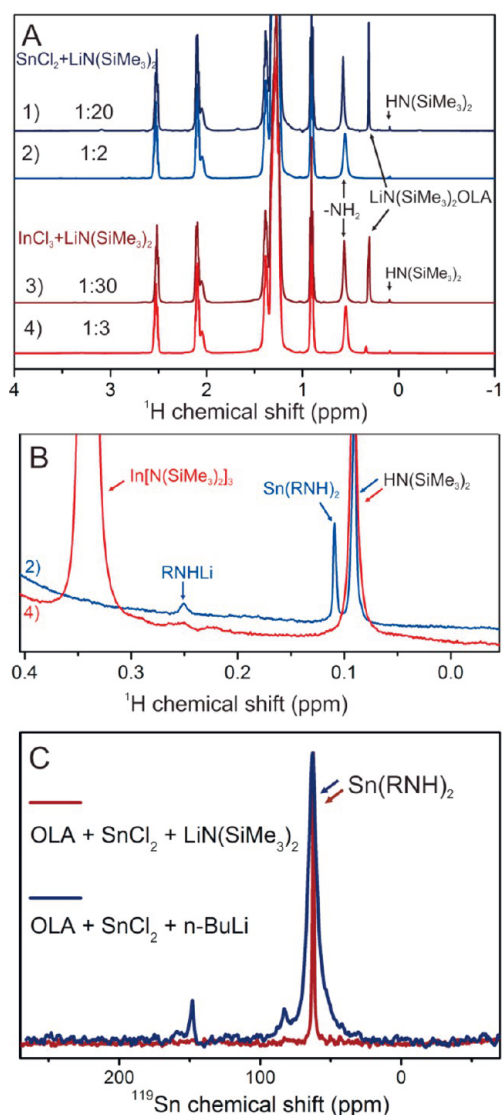 A
SnCl₂+LiN(SiMe₃)₂
1) 1:20
HN(SiMe₃)₂
2) 1:2
LiN(SiMe₃)₂OLA
-NH₂
InCl₃+LiN(SiMe₃)₂
3) 1:30
HN(SiMe₃)₂
4) 1:3
4 3 2 1 0 -1
¹H chemical shift (ppm)
B
In[N(SiMe₃)₂]₃
Sn(RNH)₂
HN(SiMe₃)₂
RNHLi
2)
4)
0.4 0.3 0.2 0.1 0.0
¹H chemical shift (ppm)
C
Sn(RNH)₂
OLA + SnCl₂ + LiN(SiMe₃)₂
OLA + SnCl₂ + n-BuLi
200 100 0
¹¹⁹Sn chemical shift (ppm)